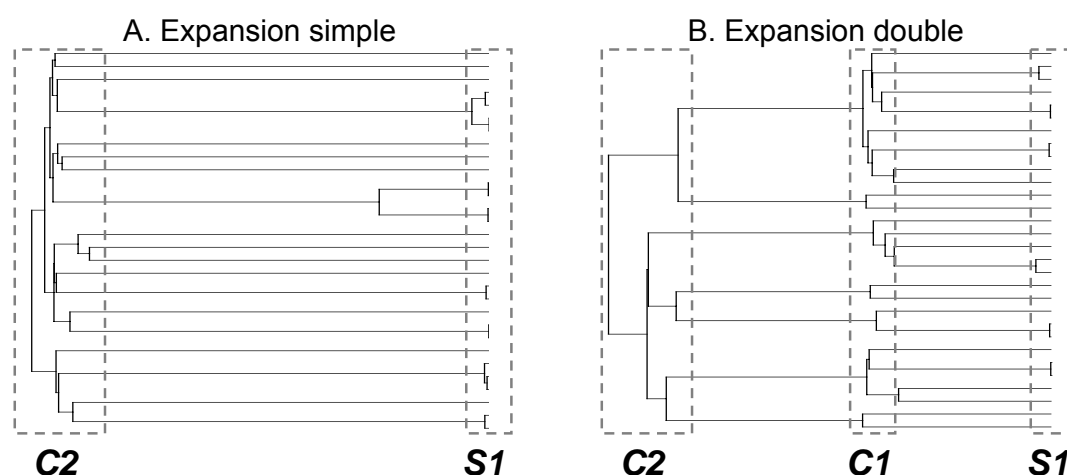 A. Expansion simple
B. Expansion double
C2
S1
C2
C1
S1